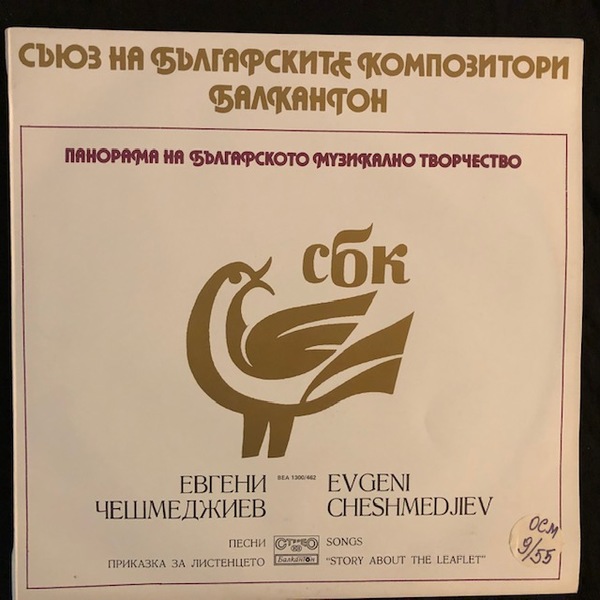 СЪЮЗ НА БЪЛГАРСКИТЕ КОМПОЗИТОРИ
БАЛКАНТОН
ПАНОРАМА НА БЪЛГАРСКОТО МУЗИКАЛНО ТВОРЧЕСТВО
сбк
ЕВГЕНИ
ЧЕШМЕДЖИЕВ
ВЕА 1300/462
EVGENI
CHESHMEDJIEV
ПЕСНИ
ПРИКАЗКА ЗА ЛИСТЕНЦЕТО
СТЕРЕО
Балкантон
SONGS
"STORY ABOUT THE LEAFLET"
ОСМ
9/55